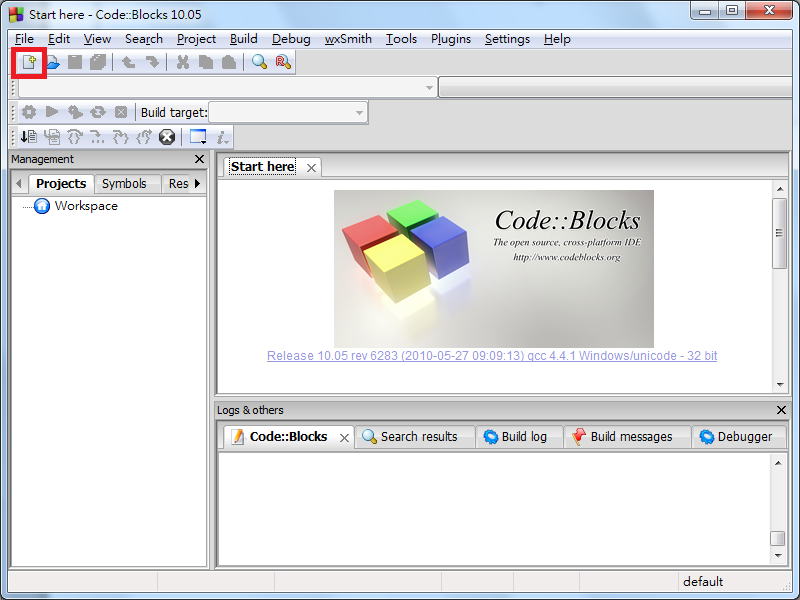 Start here - Code::Blocks 10.05
File Edit View Search Project Build Debug wxSmith Tools Plugins Settings Help
Build target:
Management
Projects Symbols Res
Workspace
Start here
Code::Blocks
The open source, cross-platform IDE
http://www.codeblocks.org
Release 10.05 rev 6283 (2010-05-27 09:09:13) gcc 4.4.1 Windows/unicode - 32 bit
Logs & others
Code::Blocks Search results Build log Build messages Debugger
default